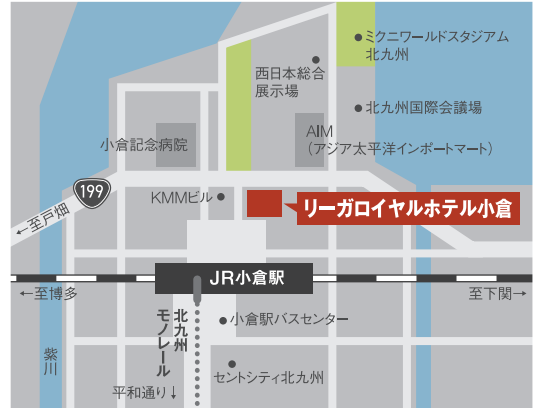 ミクニワールドスタジアム
北九州
西日本総合
展示場
北九州国際会議場
AIM
（アジア太平洋インポートマート）
小倉記念病院
199
KMMビル
リーガロイヤルホテル小倉
←至戸畑
JR小倉駅
←至博多
至下関→
北九州
モノレール
小倉駅バスセンター
紫川
セントシティ北九州
平和通り↓